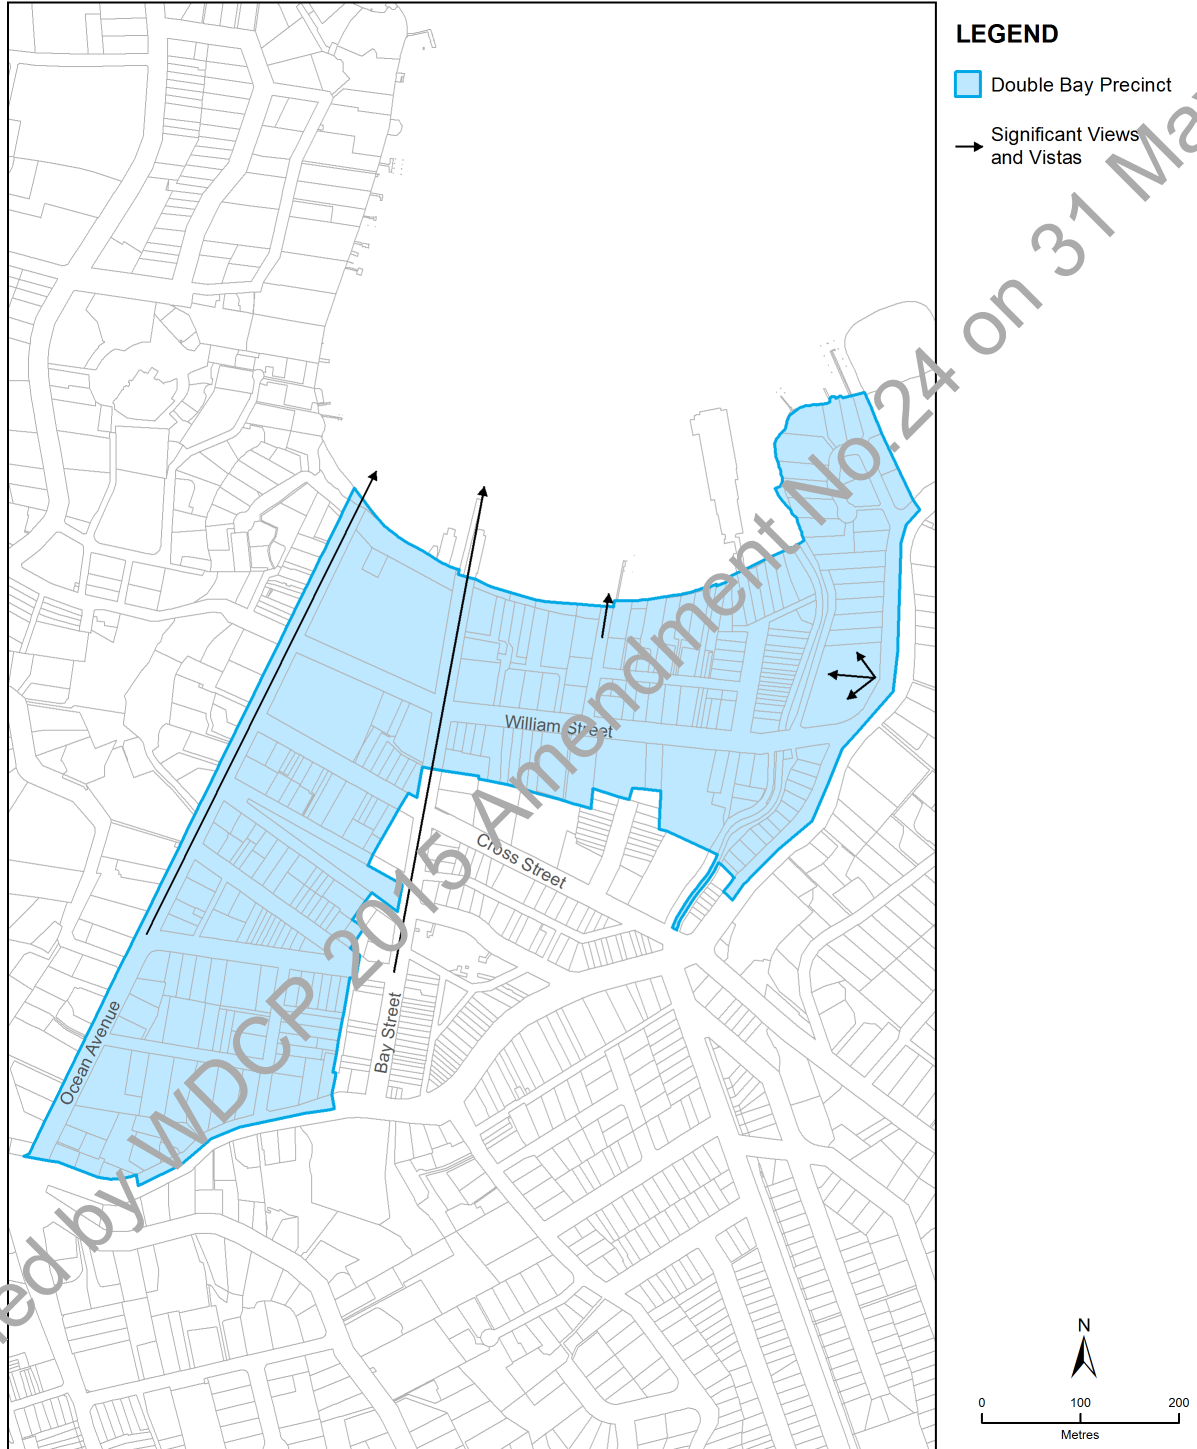 LEGEND
Double Bay Precinct
Significant Views
and Vistas
William Street
Cross Street
Bay Street
Ocean Avenue
ed by WDCP 2015 Amendment No.24 on 31 Ma
N
0 100 200
Metres